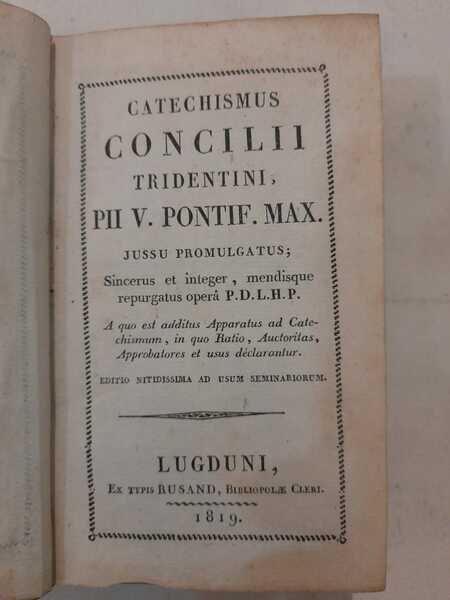 CATECHISMUS
CONCILII
TRIDENTINI,
PII V. PONTIF. MAX.
JUSSU PROMULGATUS;
Sincerus et integer, mendisque
repurgatus operâ P.D.L.H.P.
A quo est additus Apparatus ad Cate-
chismum, in quo Ratio, Auctoritas,
Approbatores et usus declarantur.
EDITIO NITIDISSIMA AD USUM SEMINARIORUM.
LUGDUNI,
EX TYPIS RUSAND, BIBLIOPOLÆ CLERI.
1819.